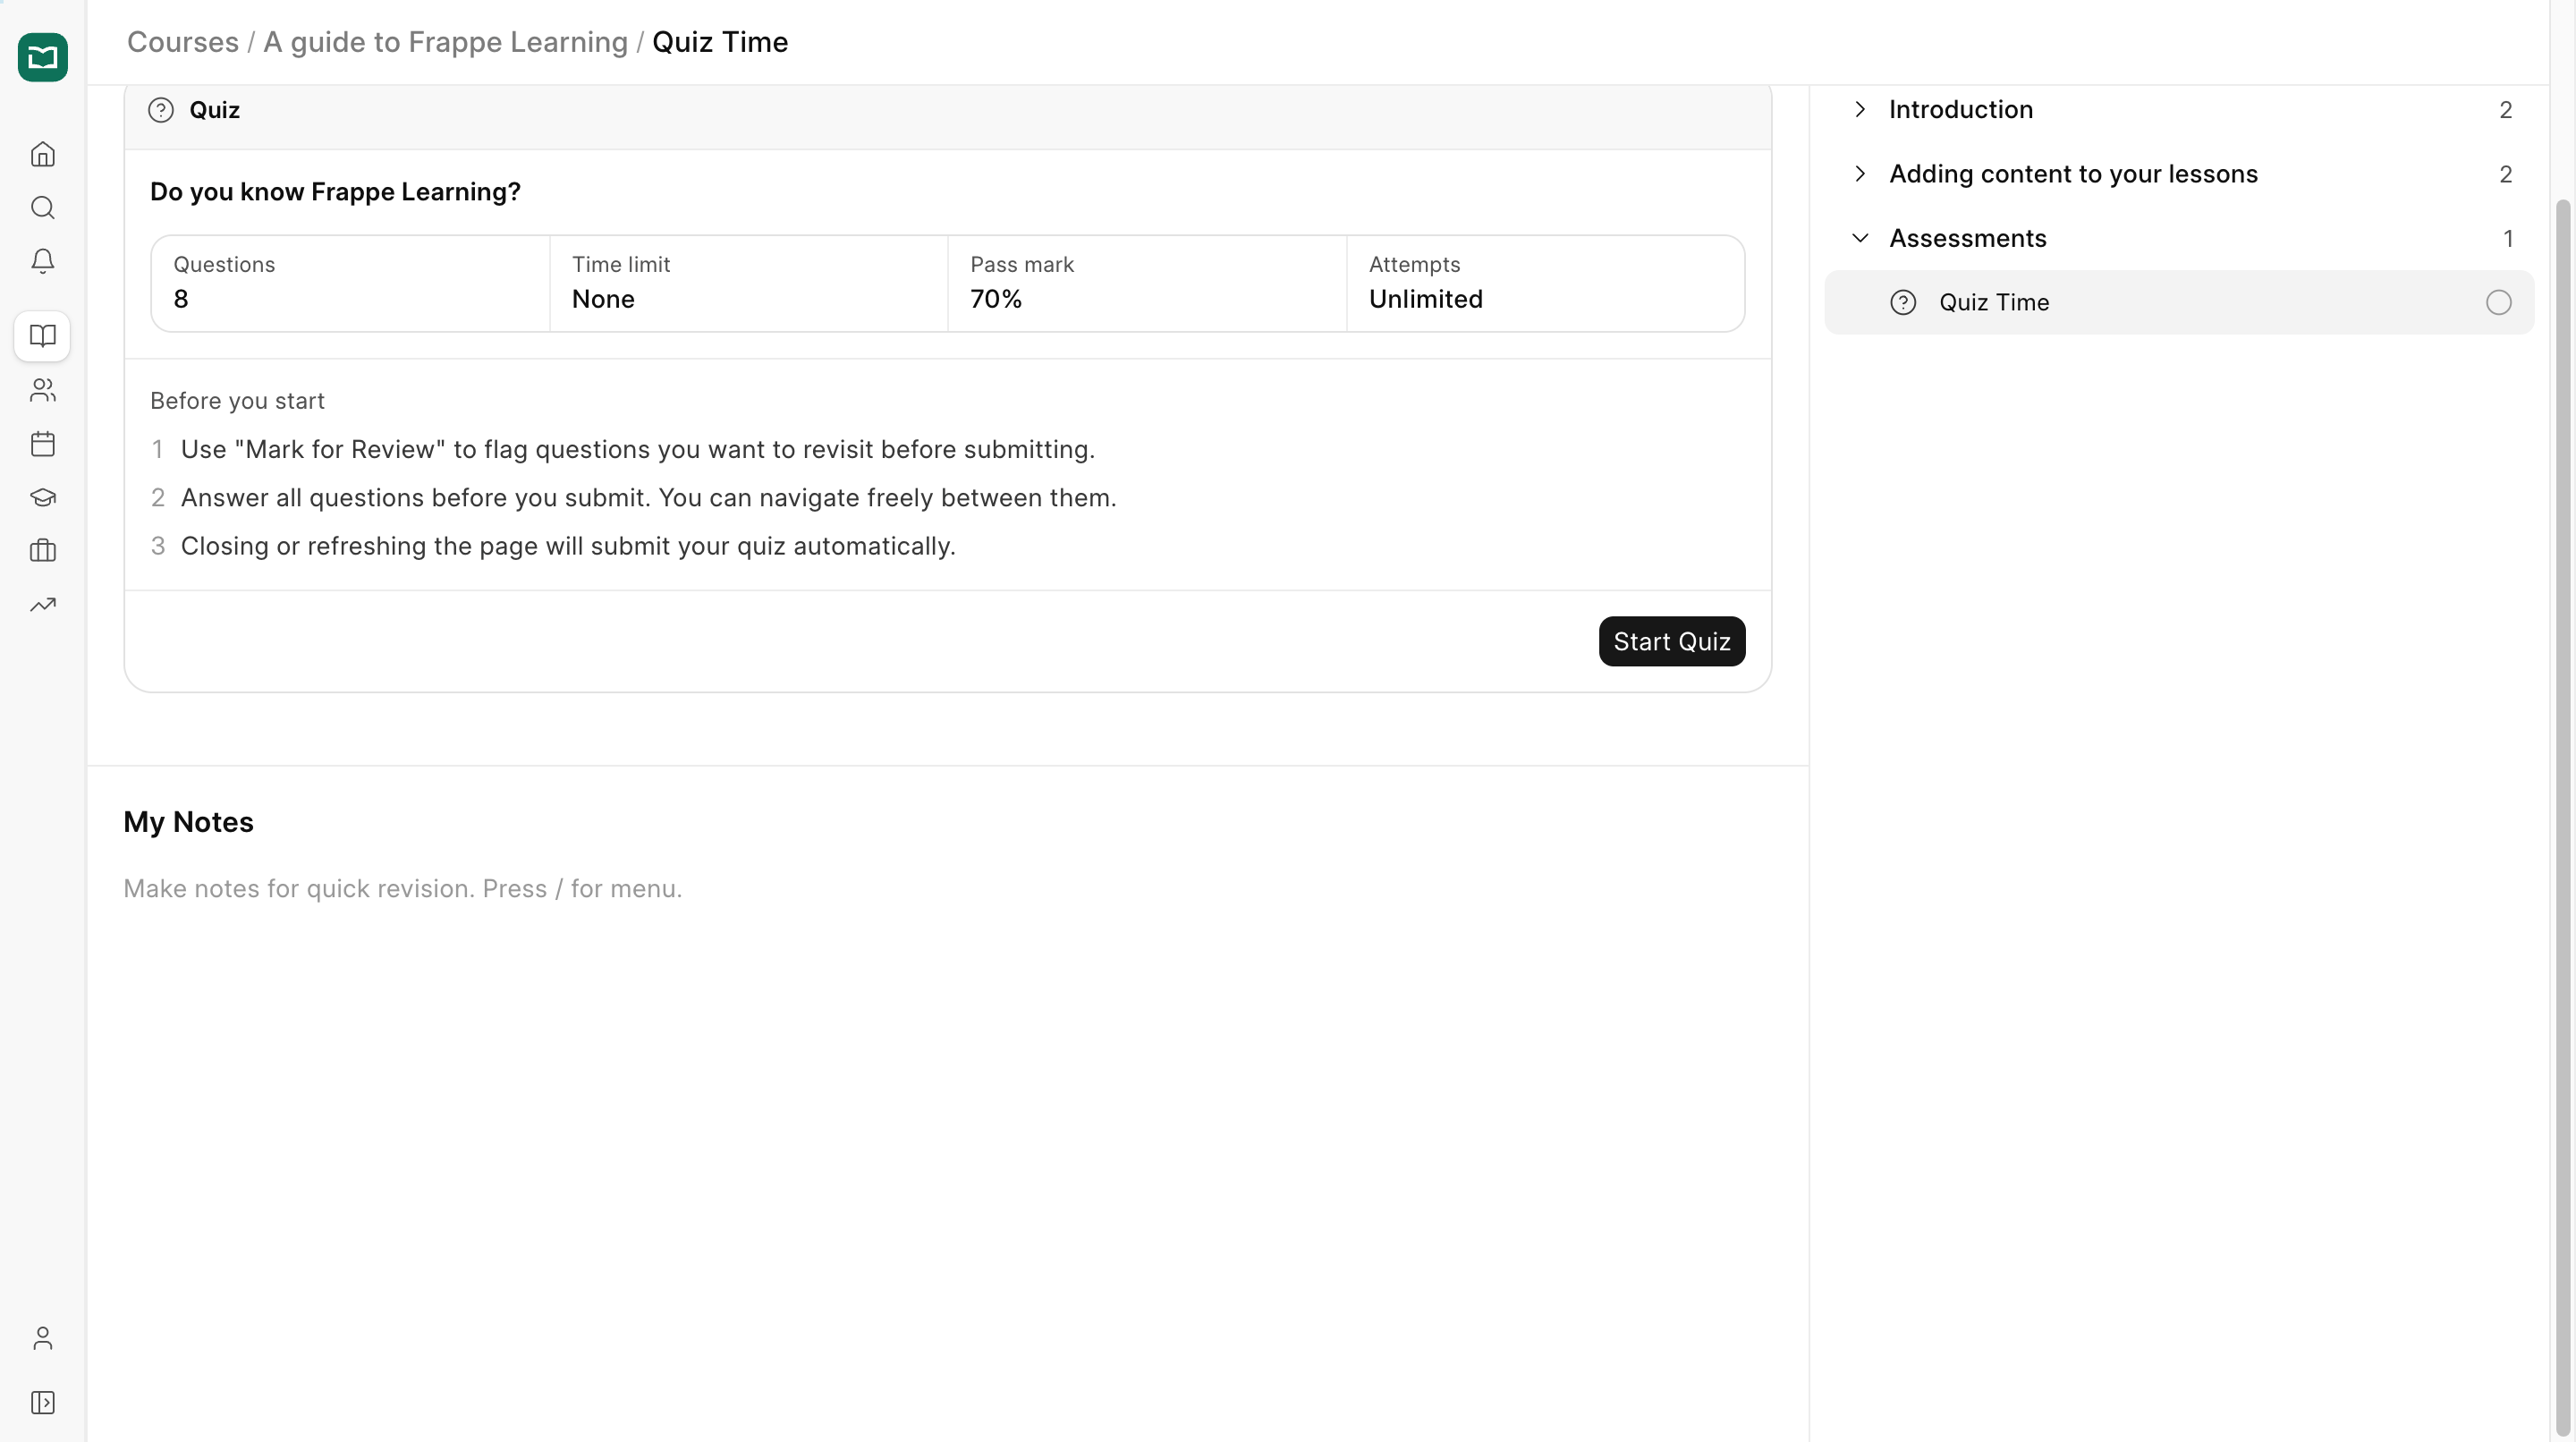 Courses / A guide to Frappe Learning / Quiz Time
Quiz
Do you know Frappe Learning?
Questions
8
Time limit
None
Pass mark
70%
Attempts
Unlimited
Before you start
1 Use "Mark for Review" to flag questions you want to revisit before submitting.
2 Answer all questions before you submit. You can navigate freely between them.
3 Closing or refreshing the page will submit your quiz automatically.
Start Quiz
My Notes
Make notes for quick revision. Press / for menu.
Introduction 2
Adding content to your lessons 2
Assessments 1
Quiz Time